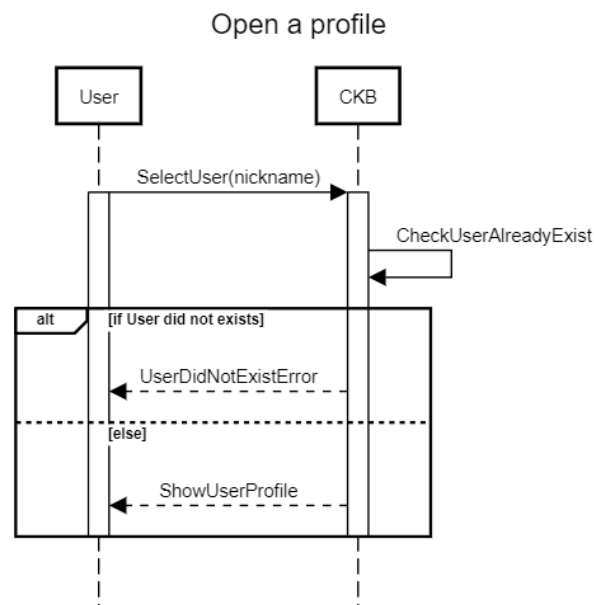 Open a profile
User
CKB
SelectUser(nickname)
CheckUserAlreadyExist
alt
[if User did not exists]
UserDidNotExistError
[else]
ShowUserProfile